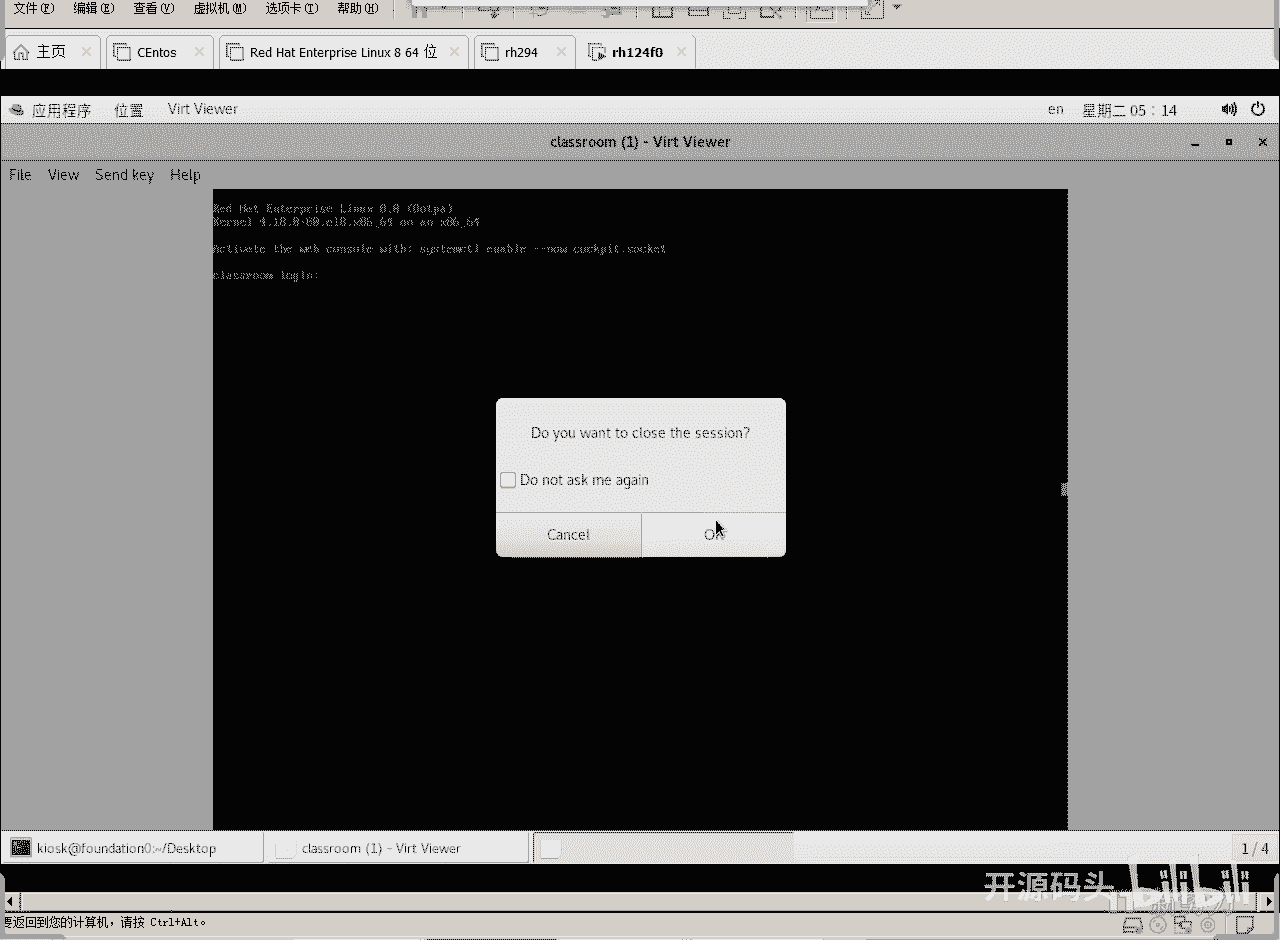 文件(F) 编辑(E) 查看(V) 虚拟机(M) 选项卡(T) 帮助(H)
主页 CEntos Red Hat Enterprise Linux 8 64 位 rh294 rh124f0
应用程序 位置 Virt Viewer en 星期二 05:14
classroom (1) - Virt Viewer
File View Send key Help
Red Hat Enterprise Linux 8.0 (Ootpa)
Kernel 4.18.0-80.el8.x86_64 on an x86_64
Activate the web console with: systemctl enable --now cockpit.socket
classroom login:
Do you want to close the session?
Do not ask me again
Cancel OK
kiosk@foundation0:~/Desktop classroom (1) - Virt Viewer 1 / 4
开源码头 bilibili
要返回到您的计算机，请按 Ctrl+Alt。